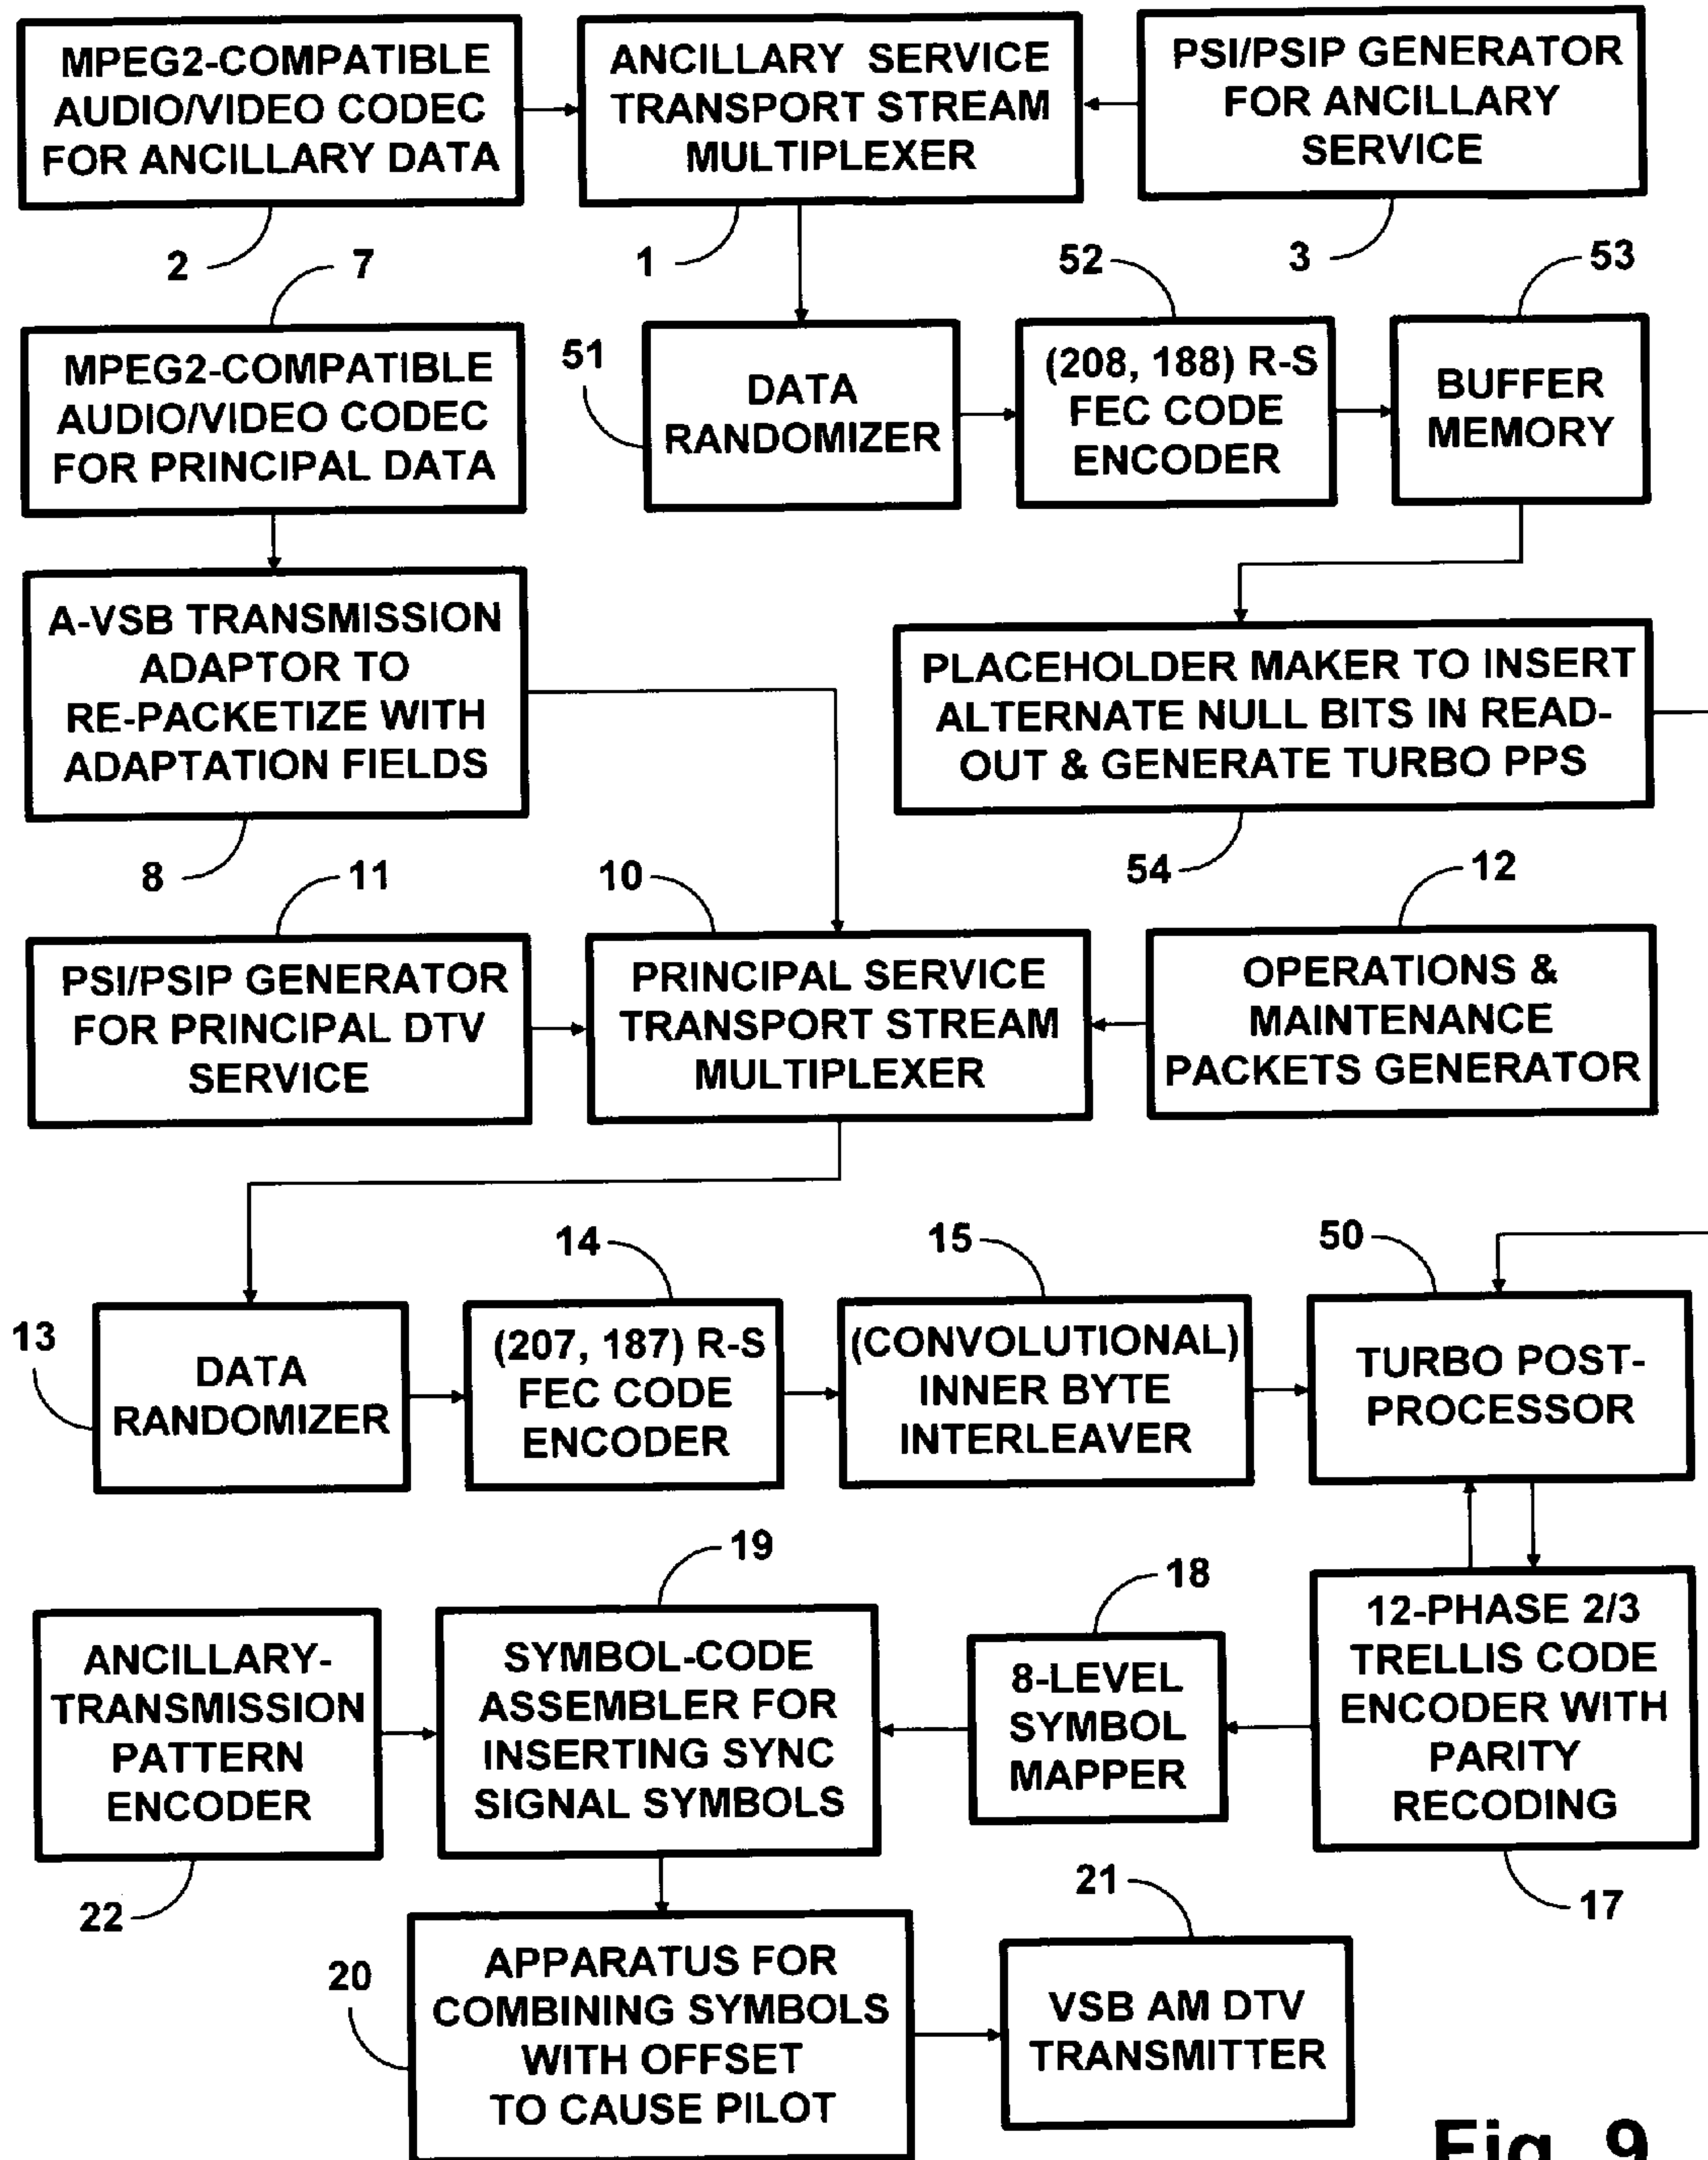 MPEG2-COMPATIBLE
AUDIO/VIDEO CODEC
FOR ANCILLARY DATA
ANCILLARY SERVICE
TRANSPORT STREAM
MULTIPLEXER
PSI/PSIP GENERATOR
FOR ANCILLARY
SERVICE
2
7
1
52
3
53
MPEG2-COMPATIBLE
AUDIO/VIDEO CODEC
FOR PRINCIPAL DATA
51
DATA
RANDOMIZER
(208, 188) R-S
FEC CODE
ENCODER
BUFFER
MEMORY
A-VSB TRANSMISSION
ADAPTOR TO
RE-PACKETIZE WITH
ADAPTATION FIELDS
PLACEHOLDER MAKER TO INSERT
ALTERNATE NULL BITS IN READ-
OUT & GENERATE TURBO PPS
8
11
10
54
12
PSI/PSIP GENERATOR
FOR PRINCIPAL DTV
SERVICE
PRINCIPAL SERVICE
TRANSPORT STREAM
MULTIPLEXER
OPERATIONS &
MAINTENANCE
PACKETS GENERATOR
14
15
50
13
DATA
RANDOMIZER
(207, 187) R-S
FEC CODE
ENCODER
(CONVOLUTIONAL)
INNER BYTE
INTERLEAVER
TURBO POST-
PROCESSOR
19
18
ANCILLARY-
TRANSMISSION
PATTERN
ENCODER
SYMBOL-CODE
ASSEMBLER FOR
INSERTING SYNC
SIGNAL SYMBOLS
8-LEVEL
SYMBOL
MAPPER
12-PHASE 2/3
TRELLIS CODE
ENCODER WITH
PARITY
RECODING
22
21
17
20
APPARATUS FOR
COMBINING SYMBOLS
WITH OFFSET
TO CAUSE PILOT
VSB AM DTV
TRANSMITTER
Fig. 9